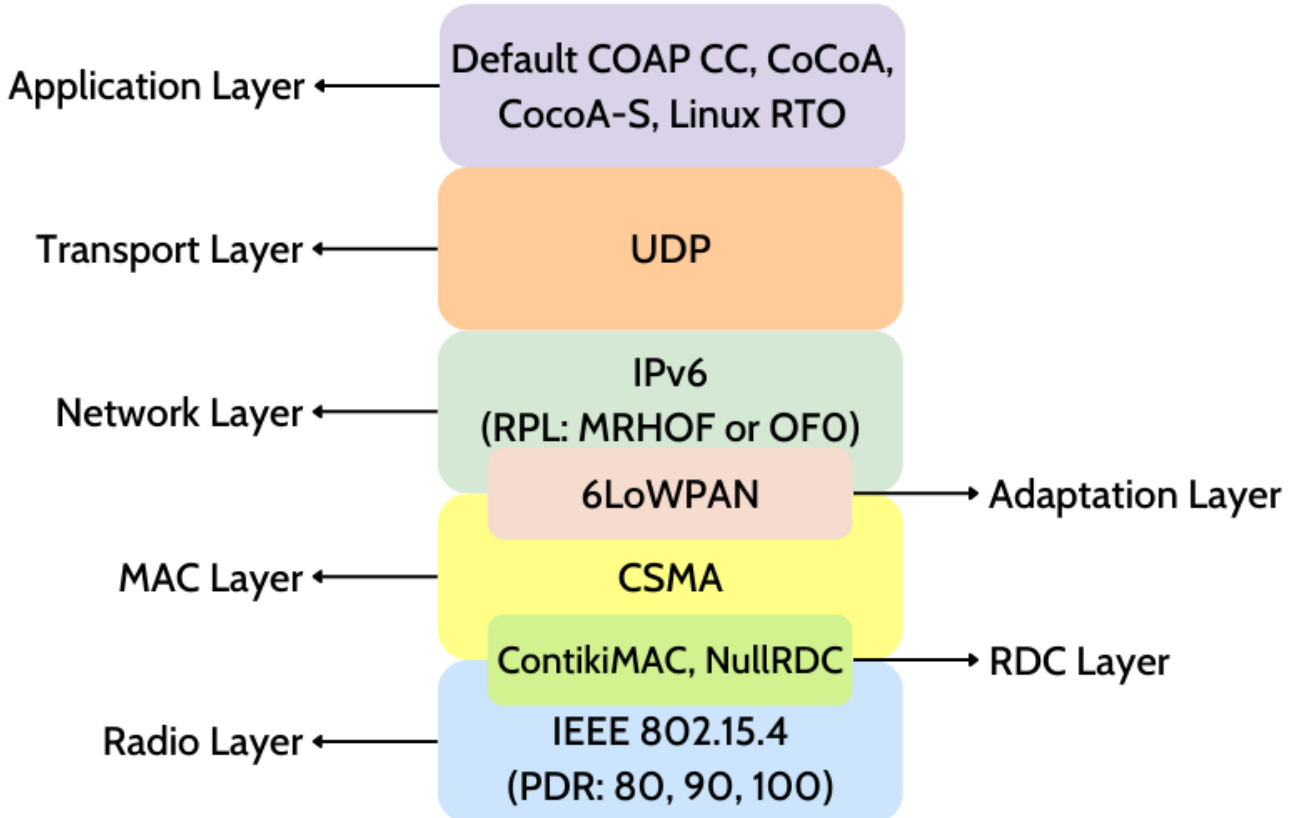 Application Layer
Default COAP CC, CoCoA,
CocoA-S, Linux RTO
Transport Layer
UDP
Network Layer
IPv6
(RPL: MRHOF or OF0)
6LoWPAN
Adaptation Layer
MAC Layer
CSMA
ContikiMAC, NullRDC
RDC Layer
Radio Layer
IEEE 802.15.4
(PDR: 80, 90, 100)